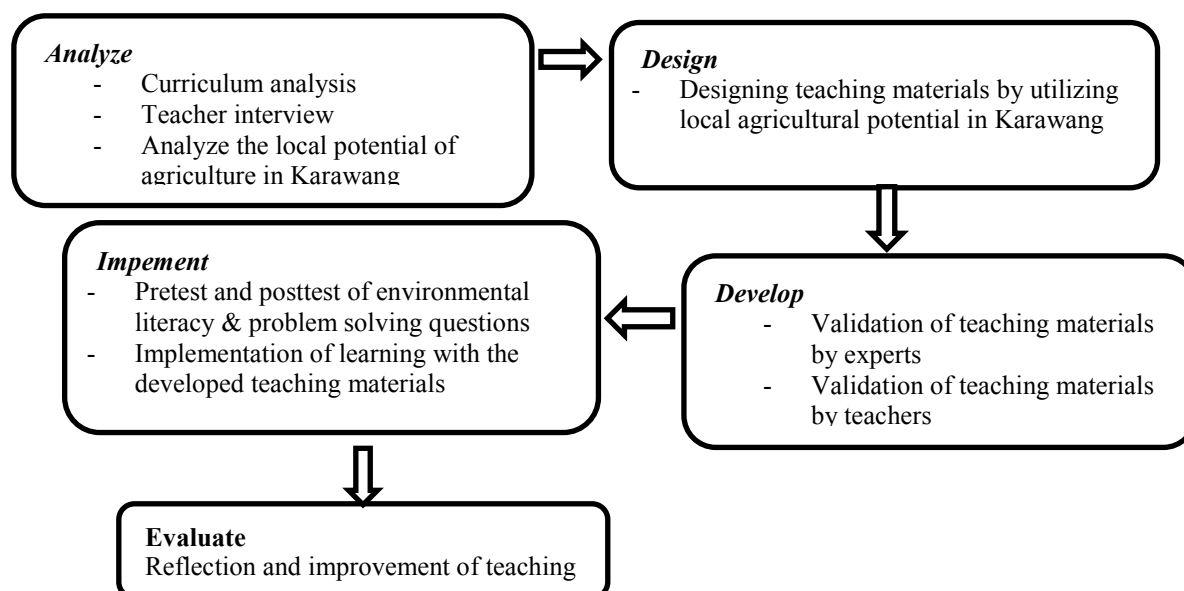 Analyze
- Curriculum analysis
- Teacher interview
- Analyze the local potential of
agriculture in Karawang
Design
- Designing teaching materials by utilizing
local agricultural potential in Karawang
Develop
- Validation of teaching materials
by experts
- Validation of teaching materials
by teachers
Impement
- Pretest and posttest of environmental
literacy & problem solving questions
- Implementation of learning with the
developed teaching materials
Evaluate
Reflection and improvement of teaching